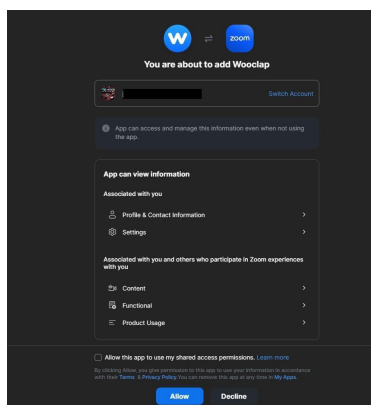 w
zoom
You are about to add Wooclap
Switch Account
App can access and manage this information even when not using
the app.
App can view information
Associated with you
Profile & Contact Information
Settings
Associated with you and others who participate in Zoom experiences
with you
Content
Functional
Product Usage
Allow this app to use my shared access permissions. Learn more
By clicking Allow, you give permission to this app to use your information in accordance
with their Terms & Privacy Policy. You can remove this app at any time in My Apps.
Allow
Decline